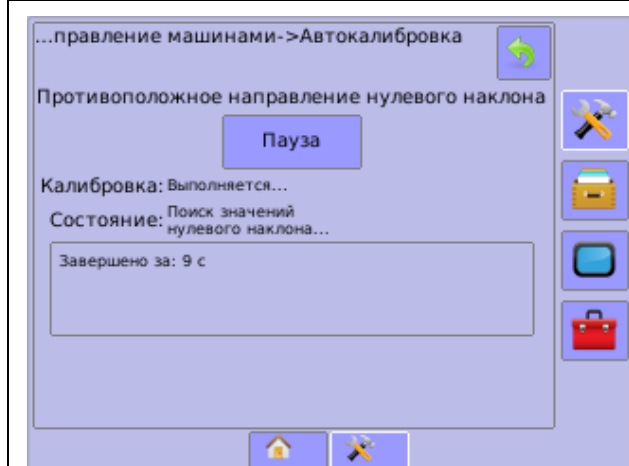 ...правление машинами->Автокалибровка
Противоположное направление нулевого наклона
Пауза
Калибровка: Выполняется...
Состояние: Поиск значений
нулевого наклона...
Завершено за: 9 с